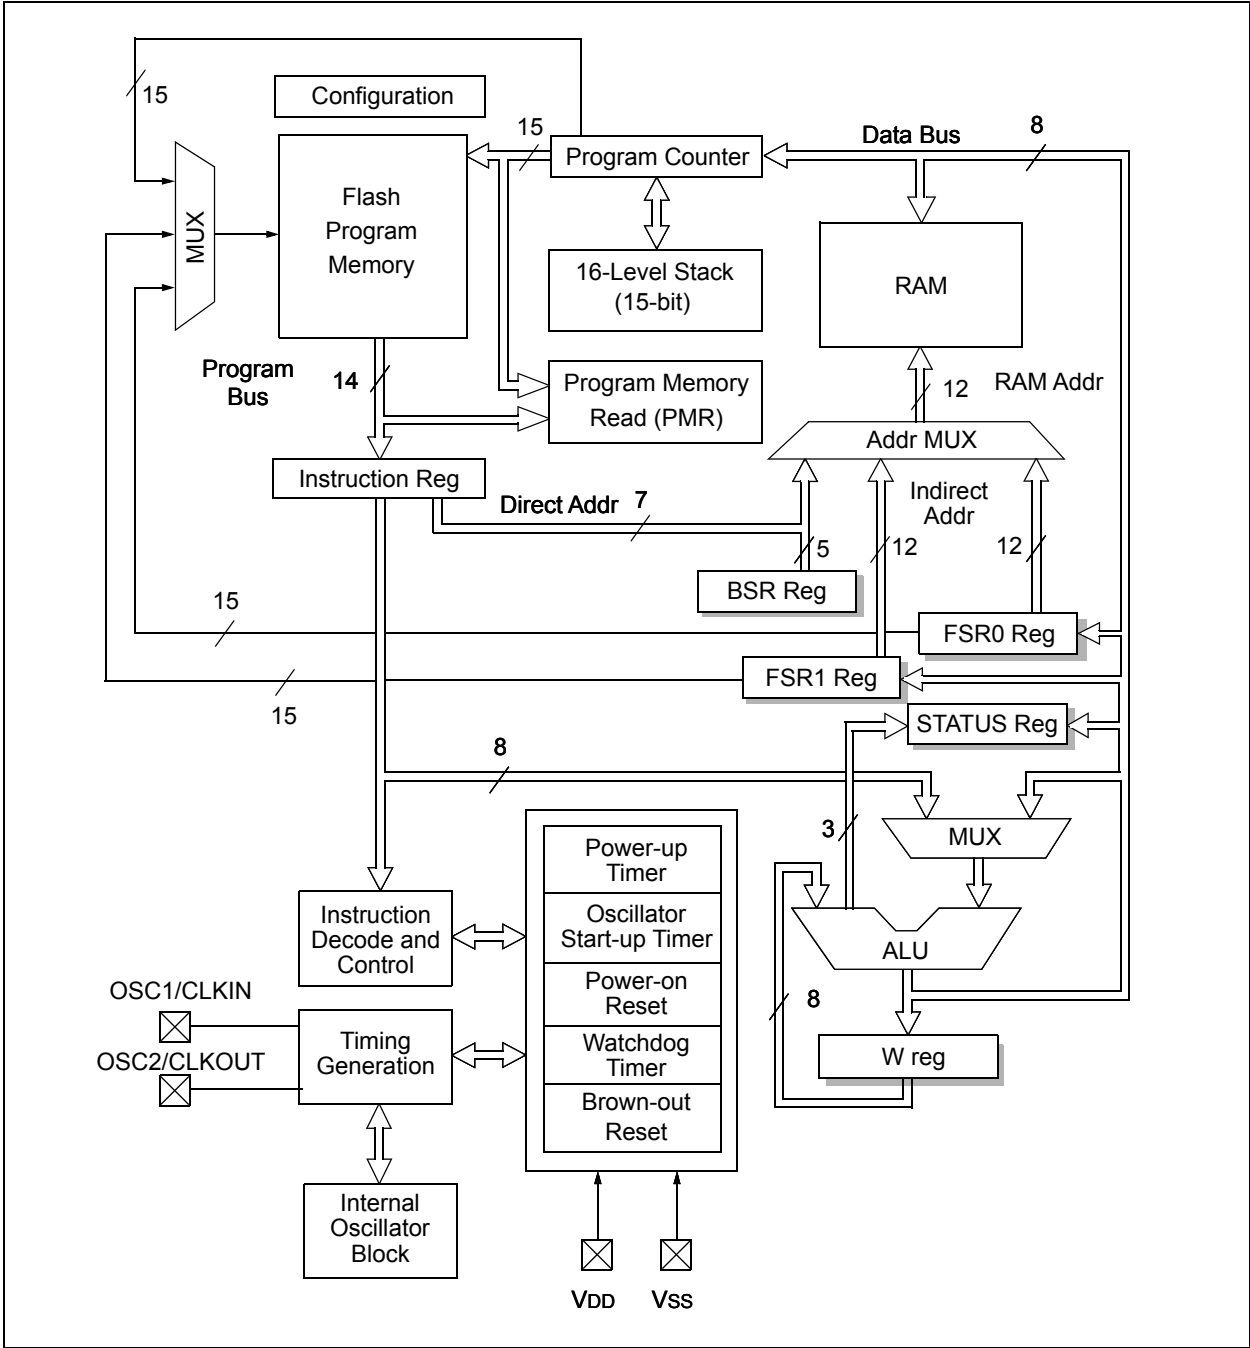 15
Configuration
15
Program Counter
Data Bus
8
MUX
Flash
Program
Memory
16-Level Stack
(15-bit)
RAM
Program
Bus
14
Program Memory
Read (PMR)
12
RAM Addr
Addr MUX
Instruction Reg
Direct Addr
7
Indirect
Addr
5
12
12
BSR Reg
15
FSR0 Reg
FSR1 Reg
15
STATUS Reg
8
3
MUX
Power-up
Timer
Instruction
Decode and
Control
Oscillator
Start-up Timer
ALU
Power-on
Reset
8
OSC1/CLKIN
OSC2/CLKOUT
Timing
Generation
Watchdog
Timer
W reg
Brown-out
Reset
Internal
Oscillator
Block
VDD
VSS